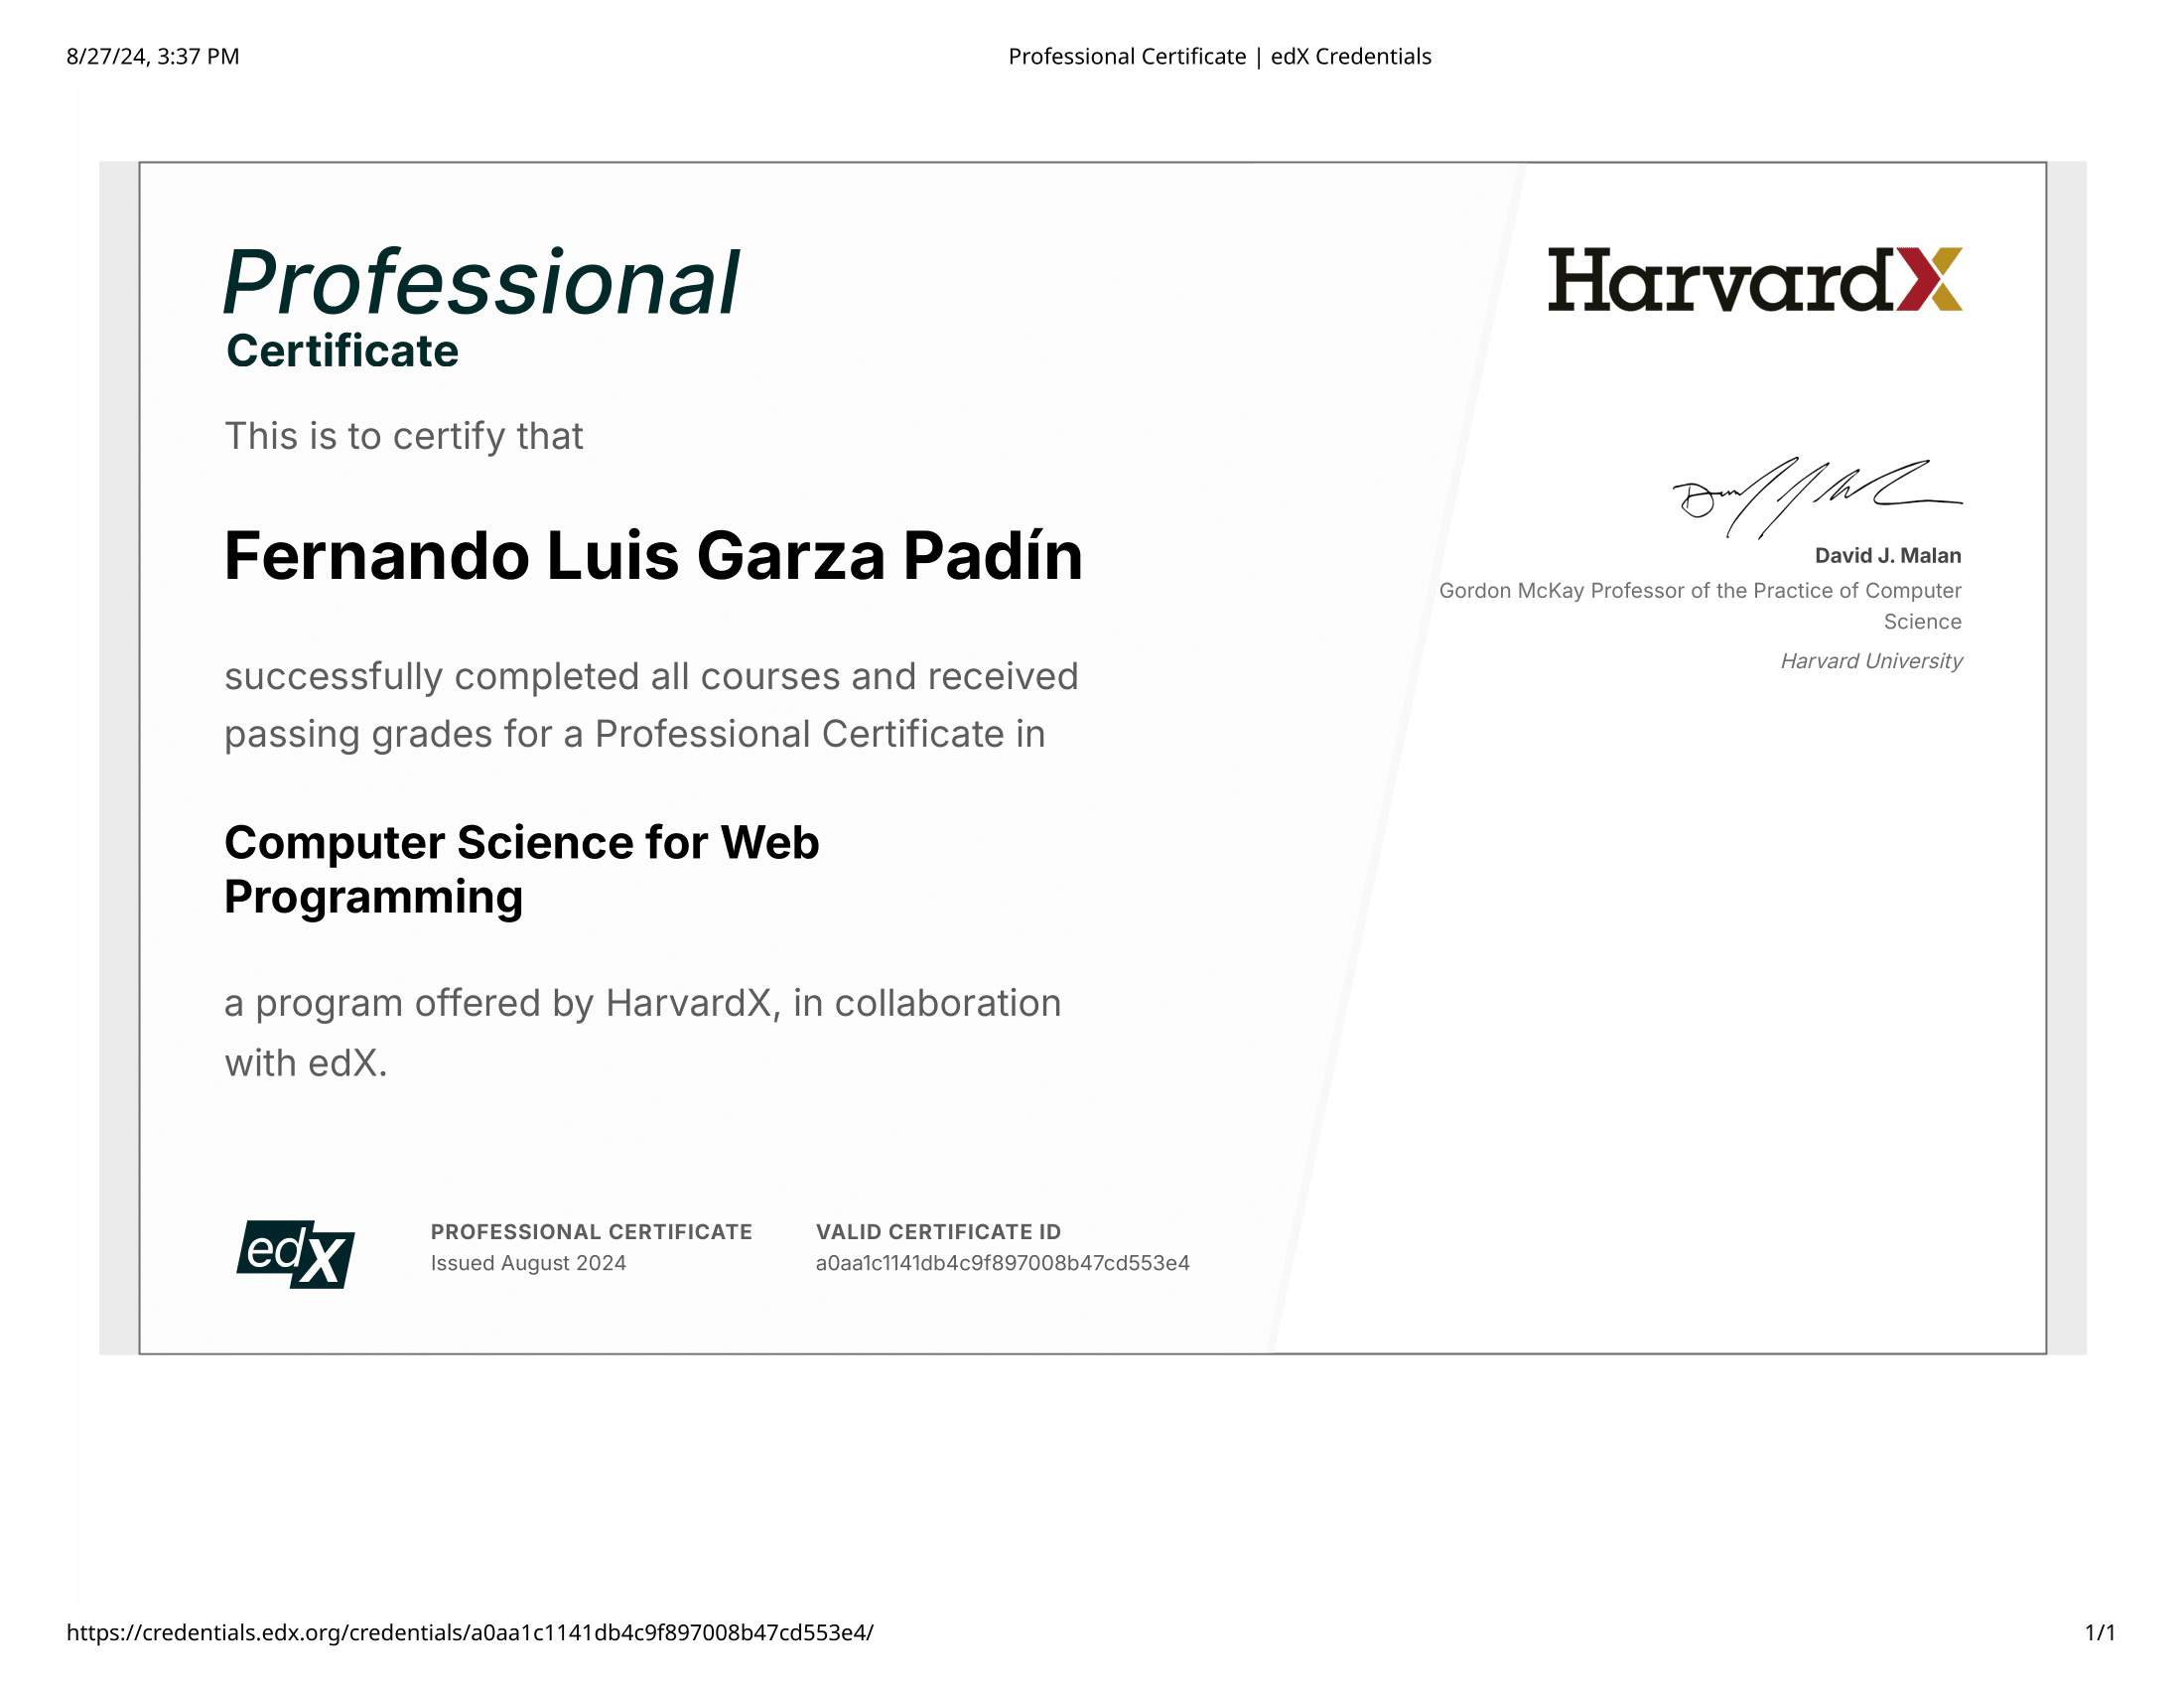 8/27/24, 3:37 PM
Professional Certificate | edX Credentials
Professional
Certificate
This is to certify that
Fernando Luis Garza Padín
successfully completed all courses and received
passing grades for a Professional Certificate in
Computer Science for Web
Programming
a program offered by HarvardX, in collaboration
with edX.
HarvardX
David J. Malan
Gordon McKay Professor of the Practice of Computer
Science
Harvard University
edX
PROFESSIONAL CERTIFICATE
Issued August 2024
VALID CERTIFICATE ID
a0aa1c1141db4c9f897008b47cd553e4
https://credentials.edx.org/credentials/a0aa1c1141db4c9f897008b47cd553e4/
1/1